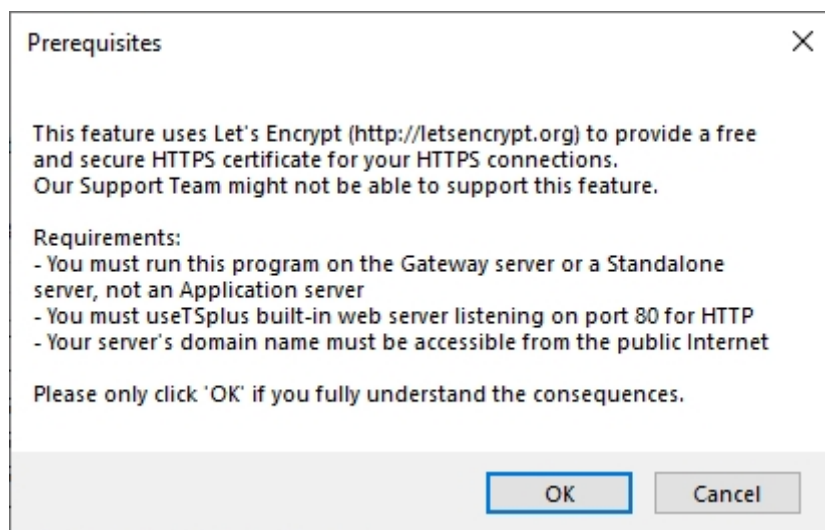 Prerequisites
This feature uses Let's Encrypt (http://letsencrypt.org) to provide a free
and secure HTTPS certificate for your HTTPS connections.
Our Support Team might not be able to support this feature.
Requirements:
- You must run this program on the Gateway server or a Standalone
server, not an Application server
- You must useTSplus built-in web server listening on port 80 for HTTP
- Your server's domain name must be accessible from the public Internet
Please only click 'OK' if you fully understand the consequences.
OK
Cancel